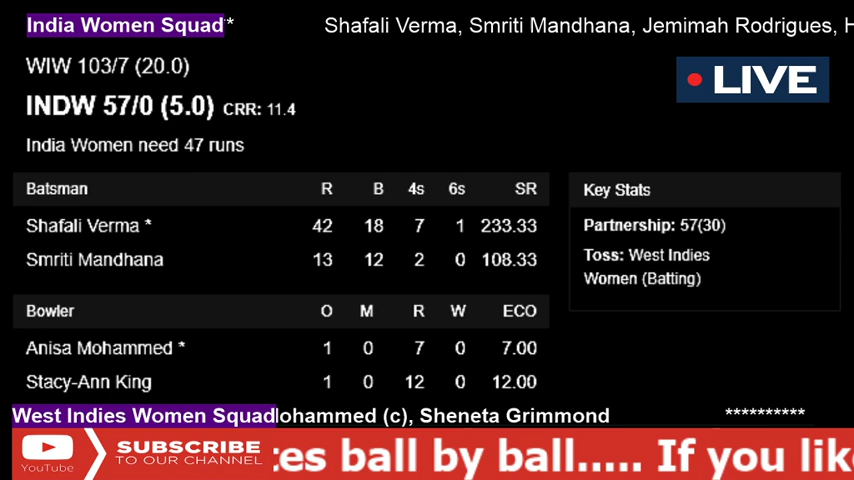 India Women Squad*
Shafali Verma, Smriti Mandhana, Jemimah Rodrigues, H
WIW 103/7 (20.0)
LIVE
INDW 57/0 (5.0) CRR: 11.4
India Women need 47 runs
Batsman R B 4s 6s SR
Shafali Verma * 42 18 7 1 233.33
Smriti Mandhana 13 12 2 0 108.33
Key Stats
Partnership: 57(30)
Toss: West Indies
Women (Batting)
Bowler O M R W ECO
Anisa Mohammed * 1 0 7 0 7.00
Stacy-Ann King 1 0 12 0 12.00
West Indies Women Squad ohammed (c), Sheneta Grimmond **********
YouTube
SUBSCRIBE
TO OUR CHANNEL
es ball by ball..... If you lik